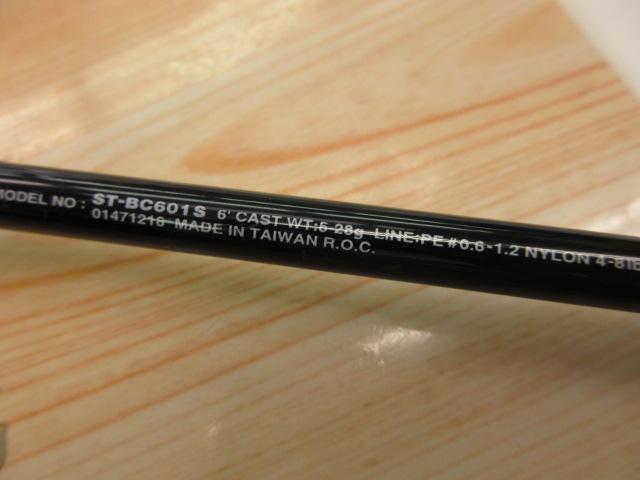 MODEL NO : ST-BC601S 6' CAST WT:5-28g LINE:PE#0.6-1.2 NYLON 4-8lb
01471218 MADE IN TAIWAN R.O.C.